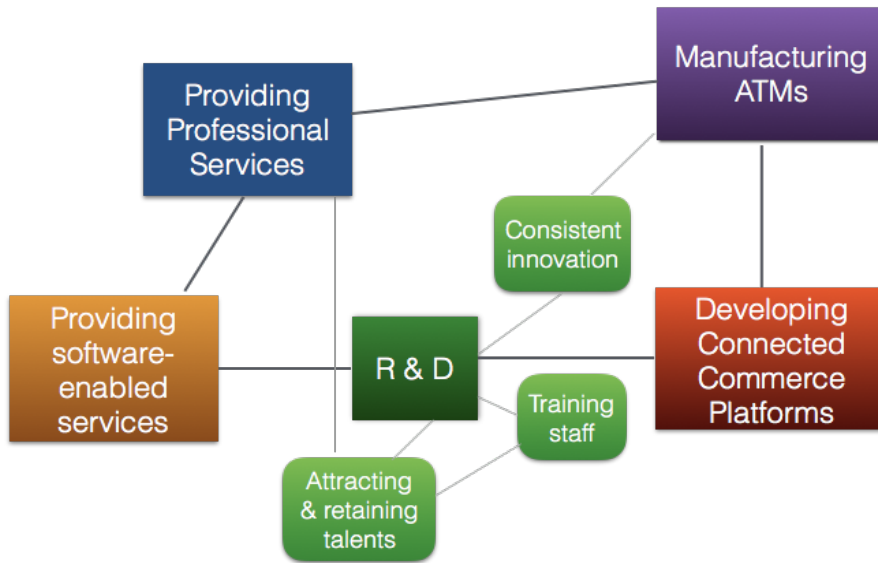 Providing
Professional
Services
Manufacturing
ATMs
Consistent
innovation
Providing
software-
enabled
services
R & D
Developing
Connected
Commerce
Platforms
Training
staff
Attracting
& retaining
talents